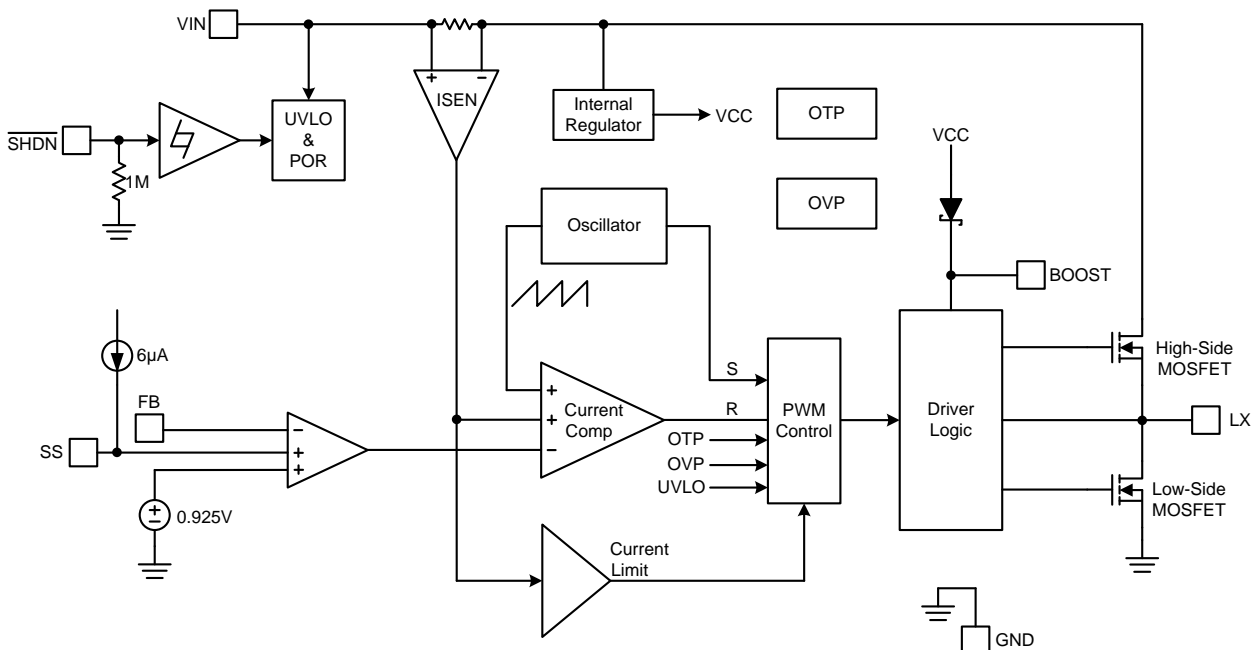 VIN
+ −
ISEN
Internal
Regulator
VCC
OTP
SHDN
UVLO
&
POR
1M
VCC
OVP
Oscillator
BOOST
6µA
High-Side
MOSFET
FB
S
+
Current
Comp
+
−
R
PWM
Control
Driver
Logic
LX
SS
−
+
+
OTP
OVP
UVLO
Low-Side
MOSFET
+
−
0.925V
Current
Limit
GND